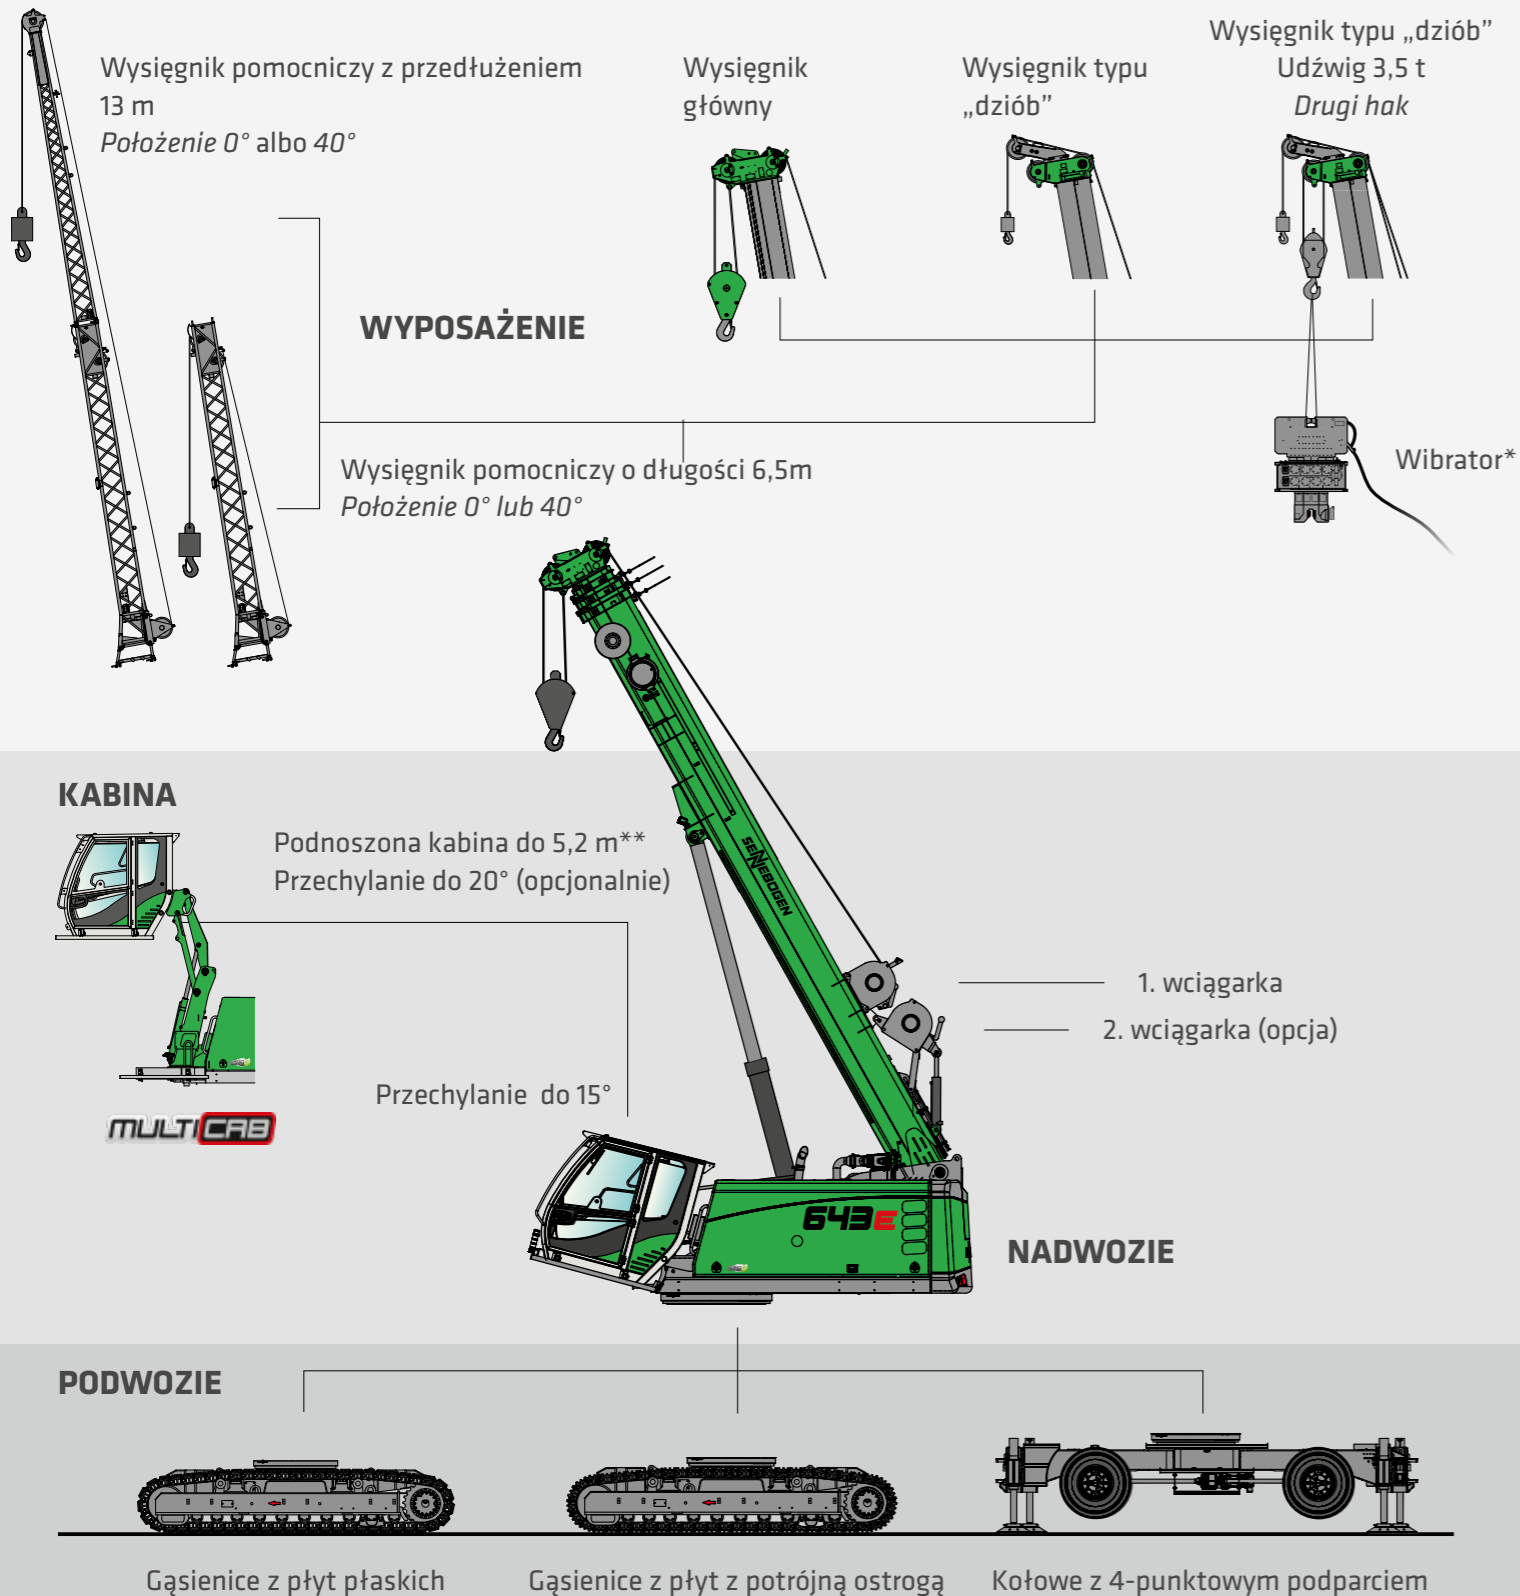 Wysięgnik pomocniczy z przedłużeniem
13 m
Położenie 0° albo 40°
Wysięgnik
główny
Wysięgnik typu
„dziób”
Wysięgnik typu „dziób”
Udźwig 3,5 t
Drugi hak
WYPOSAŻENIE
Wysięgnik pomocniczy o długości 6,5m
Położenie 0° lub 40°
Wibrator*
KABINA
Podnoszona kabina do 5,2 m**
Przechylanie do 20° (opcjonalnie)
SENNEBOGEN
1. wciągarka
2. wciągarka (opcja)
Przechylanie do 15°
MULTICAB
643E
NADWOZIE
PODWOZIE
Gąsienice z płyt płaskich
Gąsienice z płyt z potrójną ostrogą
Kołowe z 4-punktowym podparciem